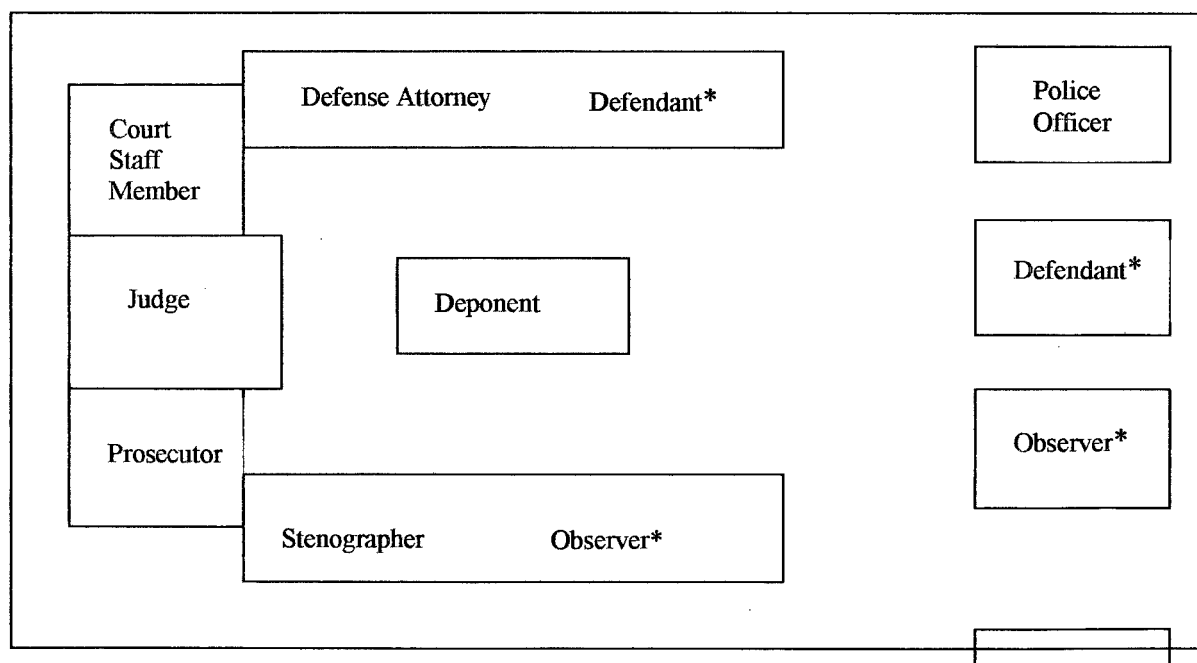 Defense Attorney Defendant*
Police
Officer
Court
Staff
Member
Defendant*
Judge
Deponent
Observer*
Prosecutor
Stenographer Observer*